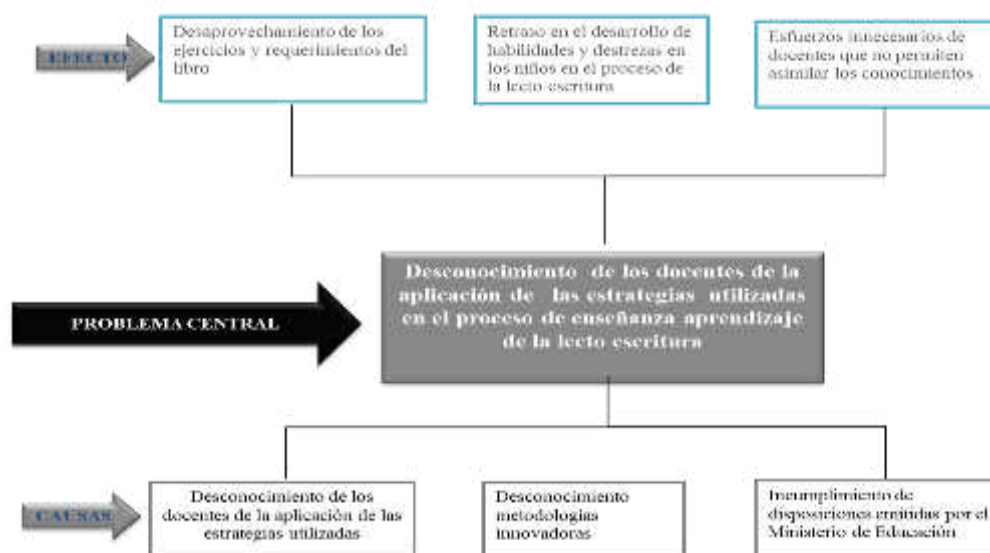 EFECTO
Desaprovechamiento de los
ejercicios y requerimientos del
libro
Retraso en el desarrollo de
habilidades y destrezas en
los niños en el proceso de
la lecto escritura
Esfuerzos innecesarios de
docentes que no permiten
asimilar los conocimientos
PROBLEMA CENTRAL
Desconocimiento de los docentes de la
aplicación de las estrategias utilizadas
en el proceso de enseñanza aprendizaje
de la lecto escritura
CAUSAS
Desconocimiento de los
docentes de la aplicación de las
estrategias utilizadas
Desconocimiento
metodologías
innovadoras
Incumplimiento de
disposiciones emitidas por el
Ministerio de Educación